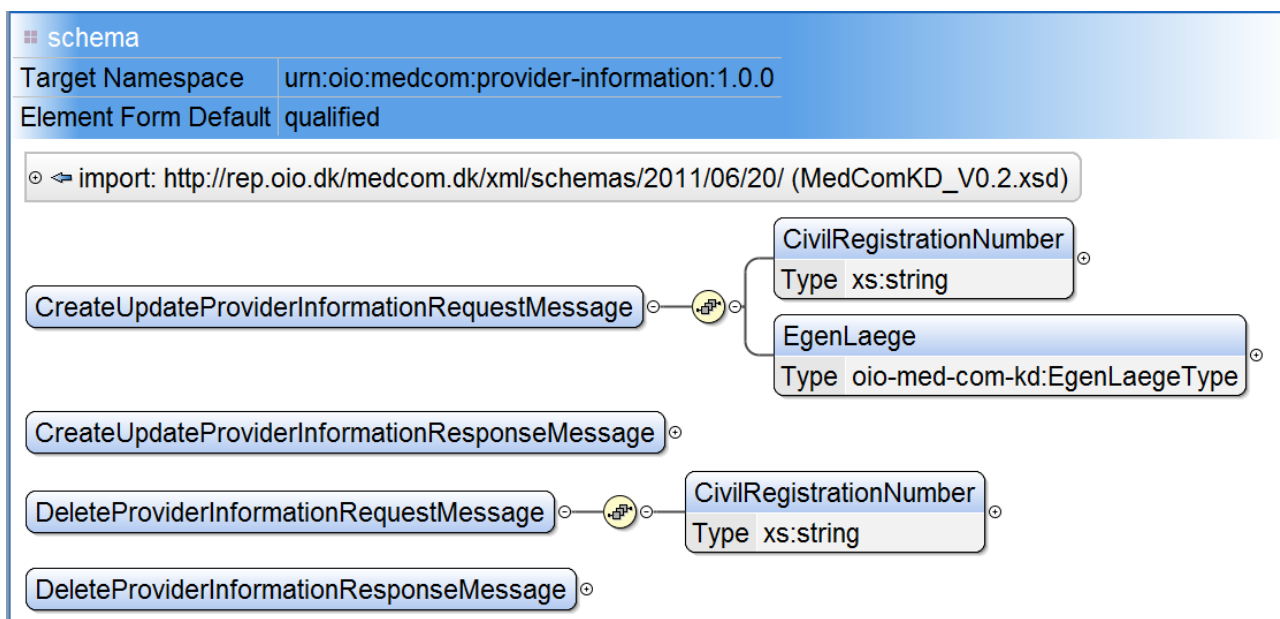 schema
Target Namespace urn:oio:medcom:provider-information:1.0.0
Element Form Default qualified
import: http://rep.oio.dk/medcom.dk/xml/schemas/2011/06/20/ (MedComKD_V0.2.xsd)
CreateUpdateProviderInformationRequestMessage
CivilRegistrationNumber
Type xs:string
EgenLaege
Type oio-med-com-kd:EgenLaegeType
CreateUpdateProviderInformationResponseMessage
DeleteProviderInformationRequestMessage
CivilRegistrationNumber
Type xs:string
DeleteProviderInformationResponseMessage